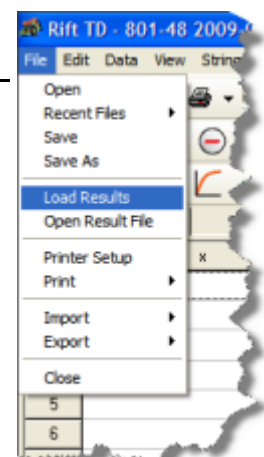 Rift TD - 801-48 2009-
File Edit Data View String
Open
Recent Files
Save
Save As
Load Results
Open Result File
Printer Setup
Print
x
Import
Export
Close
5
6